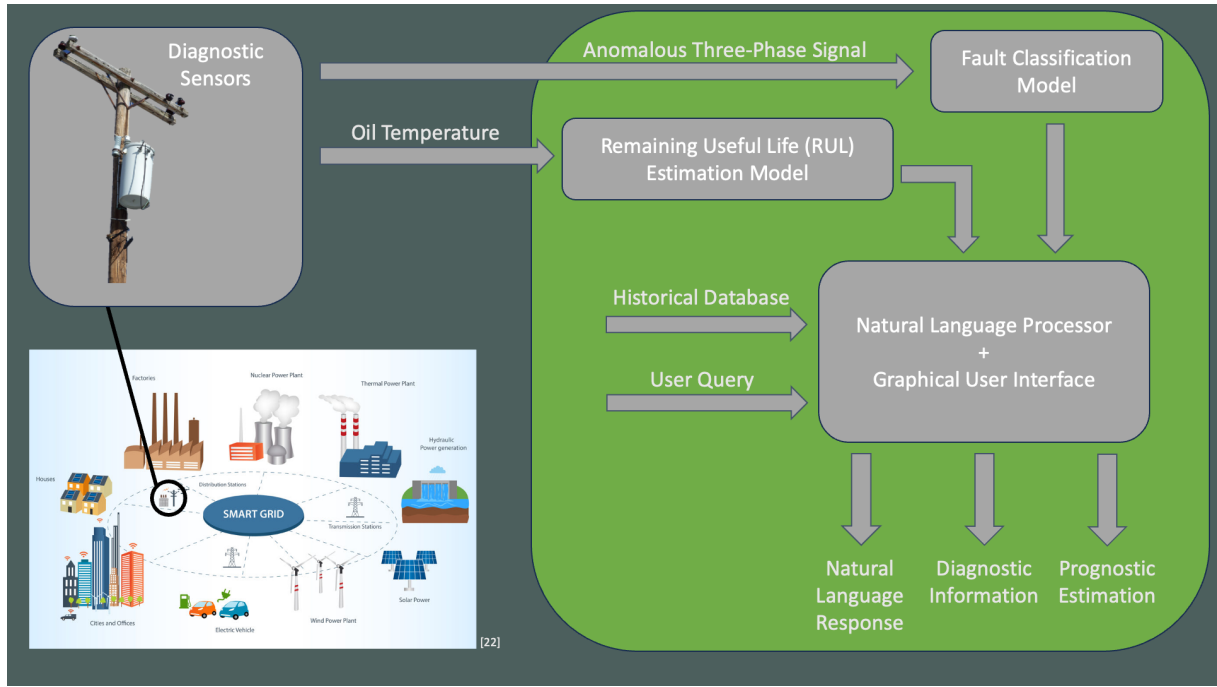 Diagnostic
Sensors
Anomalous Three-Phase Signal
Fault Classification
Model
Oil Temperature
Remaining Useful Life (RUL)
Estimation Model
Historical Database
User Query
Natural Language Processor
+
Graphical User Interface
Natural
Language
Response
Diagnostic
Information
Prognostic
Estimation
Factories
Nuclear Power Plant
Thermal Power Plant
Hydraulic
Power generation
Houses
Distribution Stations
SMART GRID
Transmission Stations
Solar Power
Wind Power Plant
Electric Vehicle
Cities and Offices
[22]